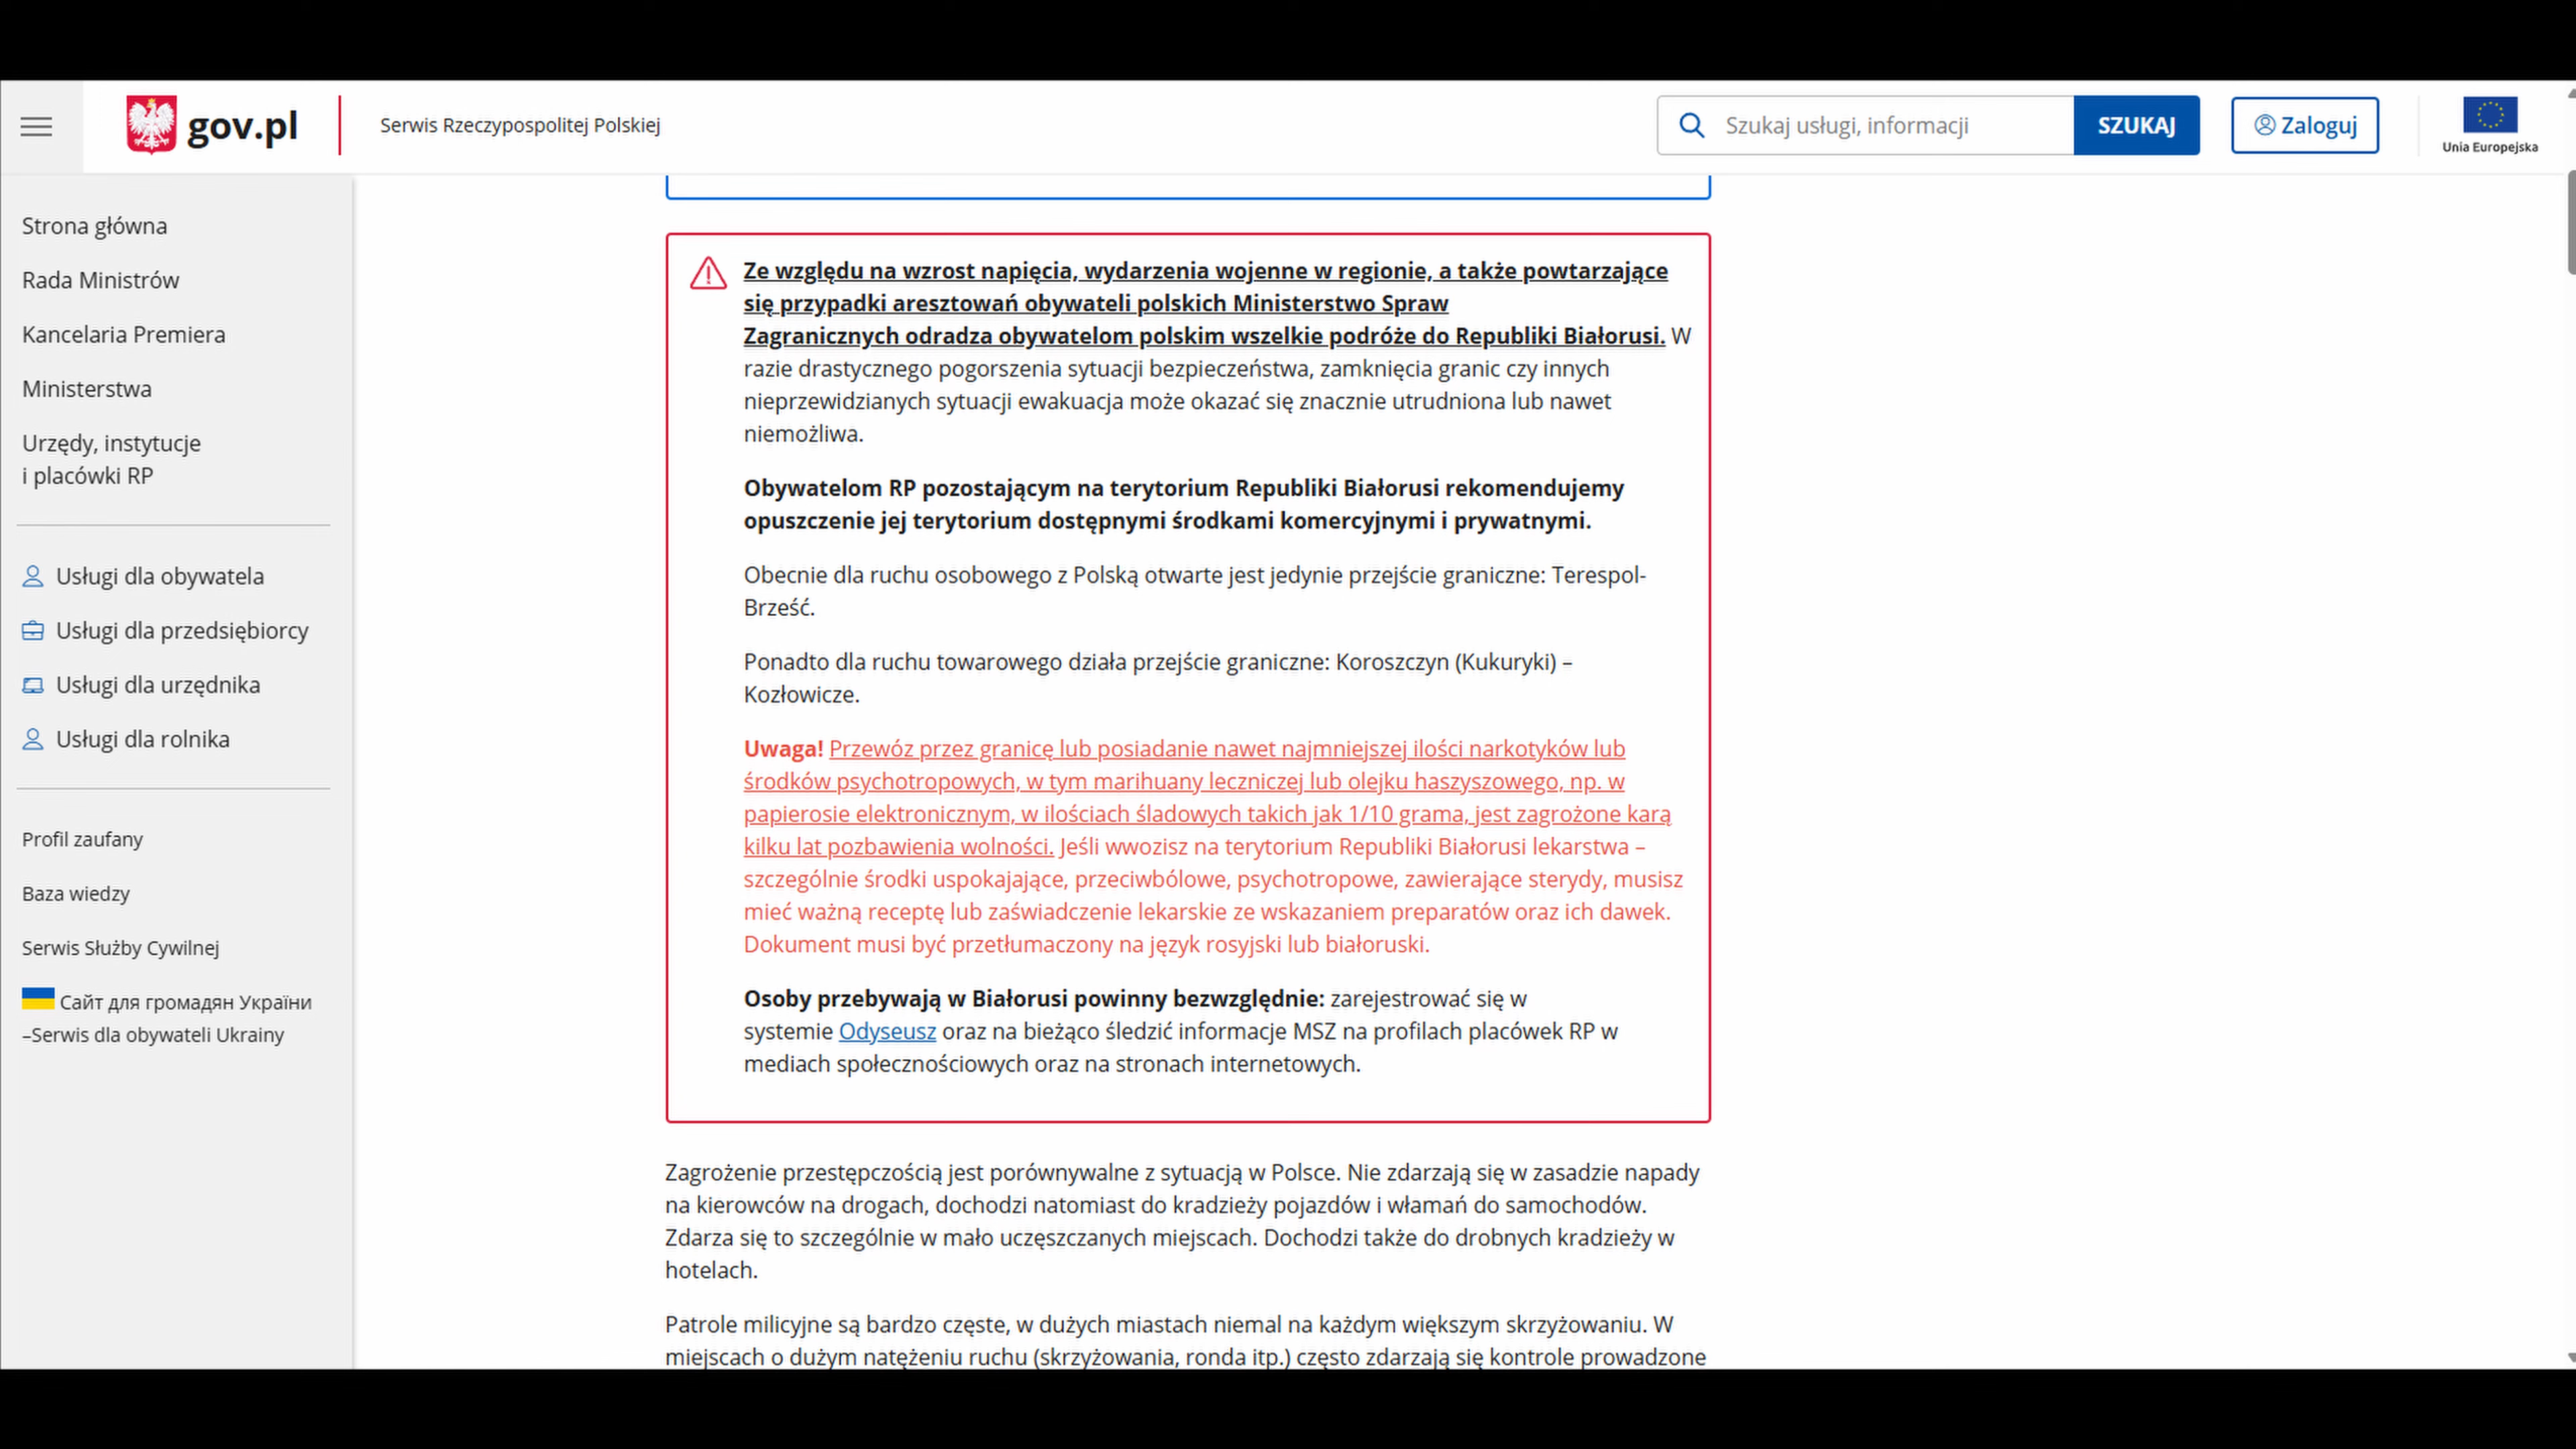 gov.pl
Serwis Rzeczypospolitej Polskiej
Szukaj usługi, informacji
SZUKAJ
Zaloguj
Unia Europejska
Strona główna
Rada Ministrów
Kancelaria Premiera
Ministerstwa
Urzędy, instytucje
i placówki RP
Usługi dla obywatela
Usługi dla przedsiębiorcy
Usługi dla urzędnika
Usługi dla rolnika
Profil zaufany
Baza wiedzy
Serwis Służby Cywilnej
Сайт для громадян України
–Serwis dla obywateli Ukrainy
Ze względu na wzrost napięcia, wydarzenia wojenne w regionie, a także powtarzające
się przypadki aresztowań obywateli polskich Ministerstwo Spraw
Zagranicznych odradza obywatelom polskim wszelkie podróże do Republiki Białorusi. W
razie drastycznego pogorszenia sytuacji bezpieczeństwa, zamknięcia granic czy innych
nieprzewidzianych sytuacji ewakuacja może okazać się znacznie utrudniona lub nawet
niemożliwa.
Obywatelom RP pozostającym na terytorium Republiki Białorusi rekomendujemy
opuszczenie jej terytorium dostępnymi środkami komercyjnymi i prywatnymi.
Obecnie dla ruchu osobowego z Polską otwarte jest jedynie przejście graniczne: Terespol-
Brześć.
Ponadto dla ruchu towarowego działa przejście graniczne: Koroszczyn (Kukuryki) –
Kozłowicze.
Uwaga! Przewóz przez granicę lub posiadanie nawet najmniejszej ilości narkotyków lub
środków psychotropowych, w tym marihuany leczniczej lub olejku haszyszowego, np. w
papierosie elektronicznym, w ilościach śladowych takich jak 1/10 grama, jest zagrożone karą
kilku lat pozbawienia wolności. Jeśli wwozisz na terytorium Republiki Białorusi lekarstwa –
szczególnie środki uspokajające, przeciwbólowe, psychotropowe, zawierające sterydy, musisz
mieć ważną receptę lub zaświadczenie lekarskie ze wskazaniem preparatów oraz ich dawek.
Dokument musi być przetłumaczony na język rosyjski lub białoruski.
Osoby przebywają w Białorusi powinny bezwzględnie: zarejestrować się w
systemie Odyseusz oraz na bieżąco śledzić informacje MSZ na profilach placówek RP w
mediach społecznościowych oraz na stronach internetowych.
Zagrożenie przestępczością jest porównywalne z sytuacją w Polsce. Nie zdarzają się w zasadzie napady
na kierowców na drogach, dochodzi natomiast do kradzieży pojazdów i włamań do samochodów.
Zdarza się to szczególnie w mało uczęszczanych miejscach. Dochodzi także do drobnych kradzieży w
hotelach.
Patrole milicyjne są bardzo częste, w dużych miastach niemal na każdym większym skrzyżowaniu. W
miejscach o dużym natężeniu ruchu (skrzyżowania, ronda itp.) często zdarzają się kontrole prowadzone